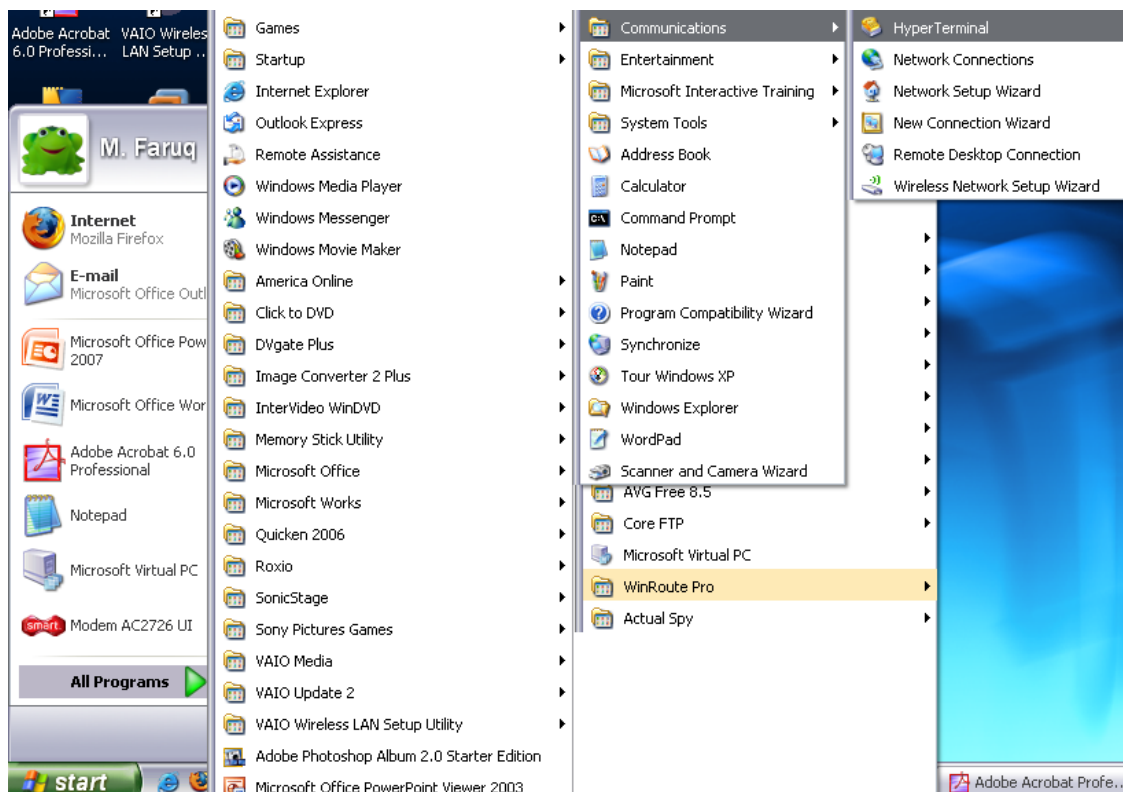 Adobe Acrobat
6.0 Professi...
VAIO Wireles
LAN Setup ...
M. Faruq
Internet
Mozilla Firefox
E-mail
Microsoft Office Outl
Microsoft Office Pow
2007
Microsoft Office Wor
Adobe Acrobat 6.0
Professional
Notepad
Microsoft Virtual PC
smart
Modem AC2726 UI
All Programs
start
Games
Startup
Internet Explorer
Outlook Express
Remote Assistance
Windows Media Player
Windows Messenger
Windows Movie Maker
America Online
Click to DVD
DVgate Plus
Image Converter 2 Plus
InterVideo WinDVD
Memory Stick Utility
Microsoft Office
Microsoft Works
Quicken 2006
Roxio
SonicStage
Sony Pictures Games
VAIO Media
VAIO Update 2
VAIO Wireless LAN Setup Utility
Adobe Photoshop Album 2.0 Starter Edition
Microsoft Office PowerPoint Viewer 2003
Communications
Entertainment
Microsoft Interactive Training
System Tools
Address Book
Calculator
Command Prompt
Notepad
Paint
Program Compatibility Wizard
Synchronize
Tour Windows XP
Windows Explorer
WordPad
Scanner and Camera Wizard
AVG Free 8.5
Core FTP
Microsoft Virtual PC
WinRoute Pro
Actual Spy
HyperTerminal
Network Connections
Network Setup Wizard
New Connection Wizard
Remote Desktop Connection
Wireless Network Setup Wizard
Adobe Acrobat Profe...